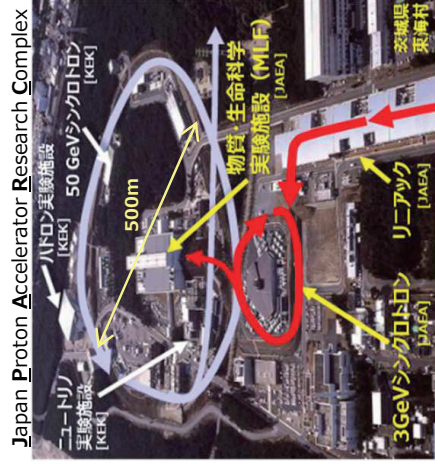 Japan Proton Accelerator Research Complex
ハドロン実験施設
[KEK]
50 GeVシンクロトロン
[KEK]
ニュートリノ
実験施設
[KEK]
500m
物質・生命科学
実験施設 (MLF)
[JAEA]
3GeVシンクロトロン
[JAEA]
リニアック
[JAEA]
茨城県
東海村